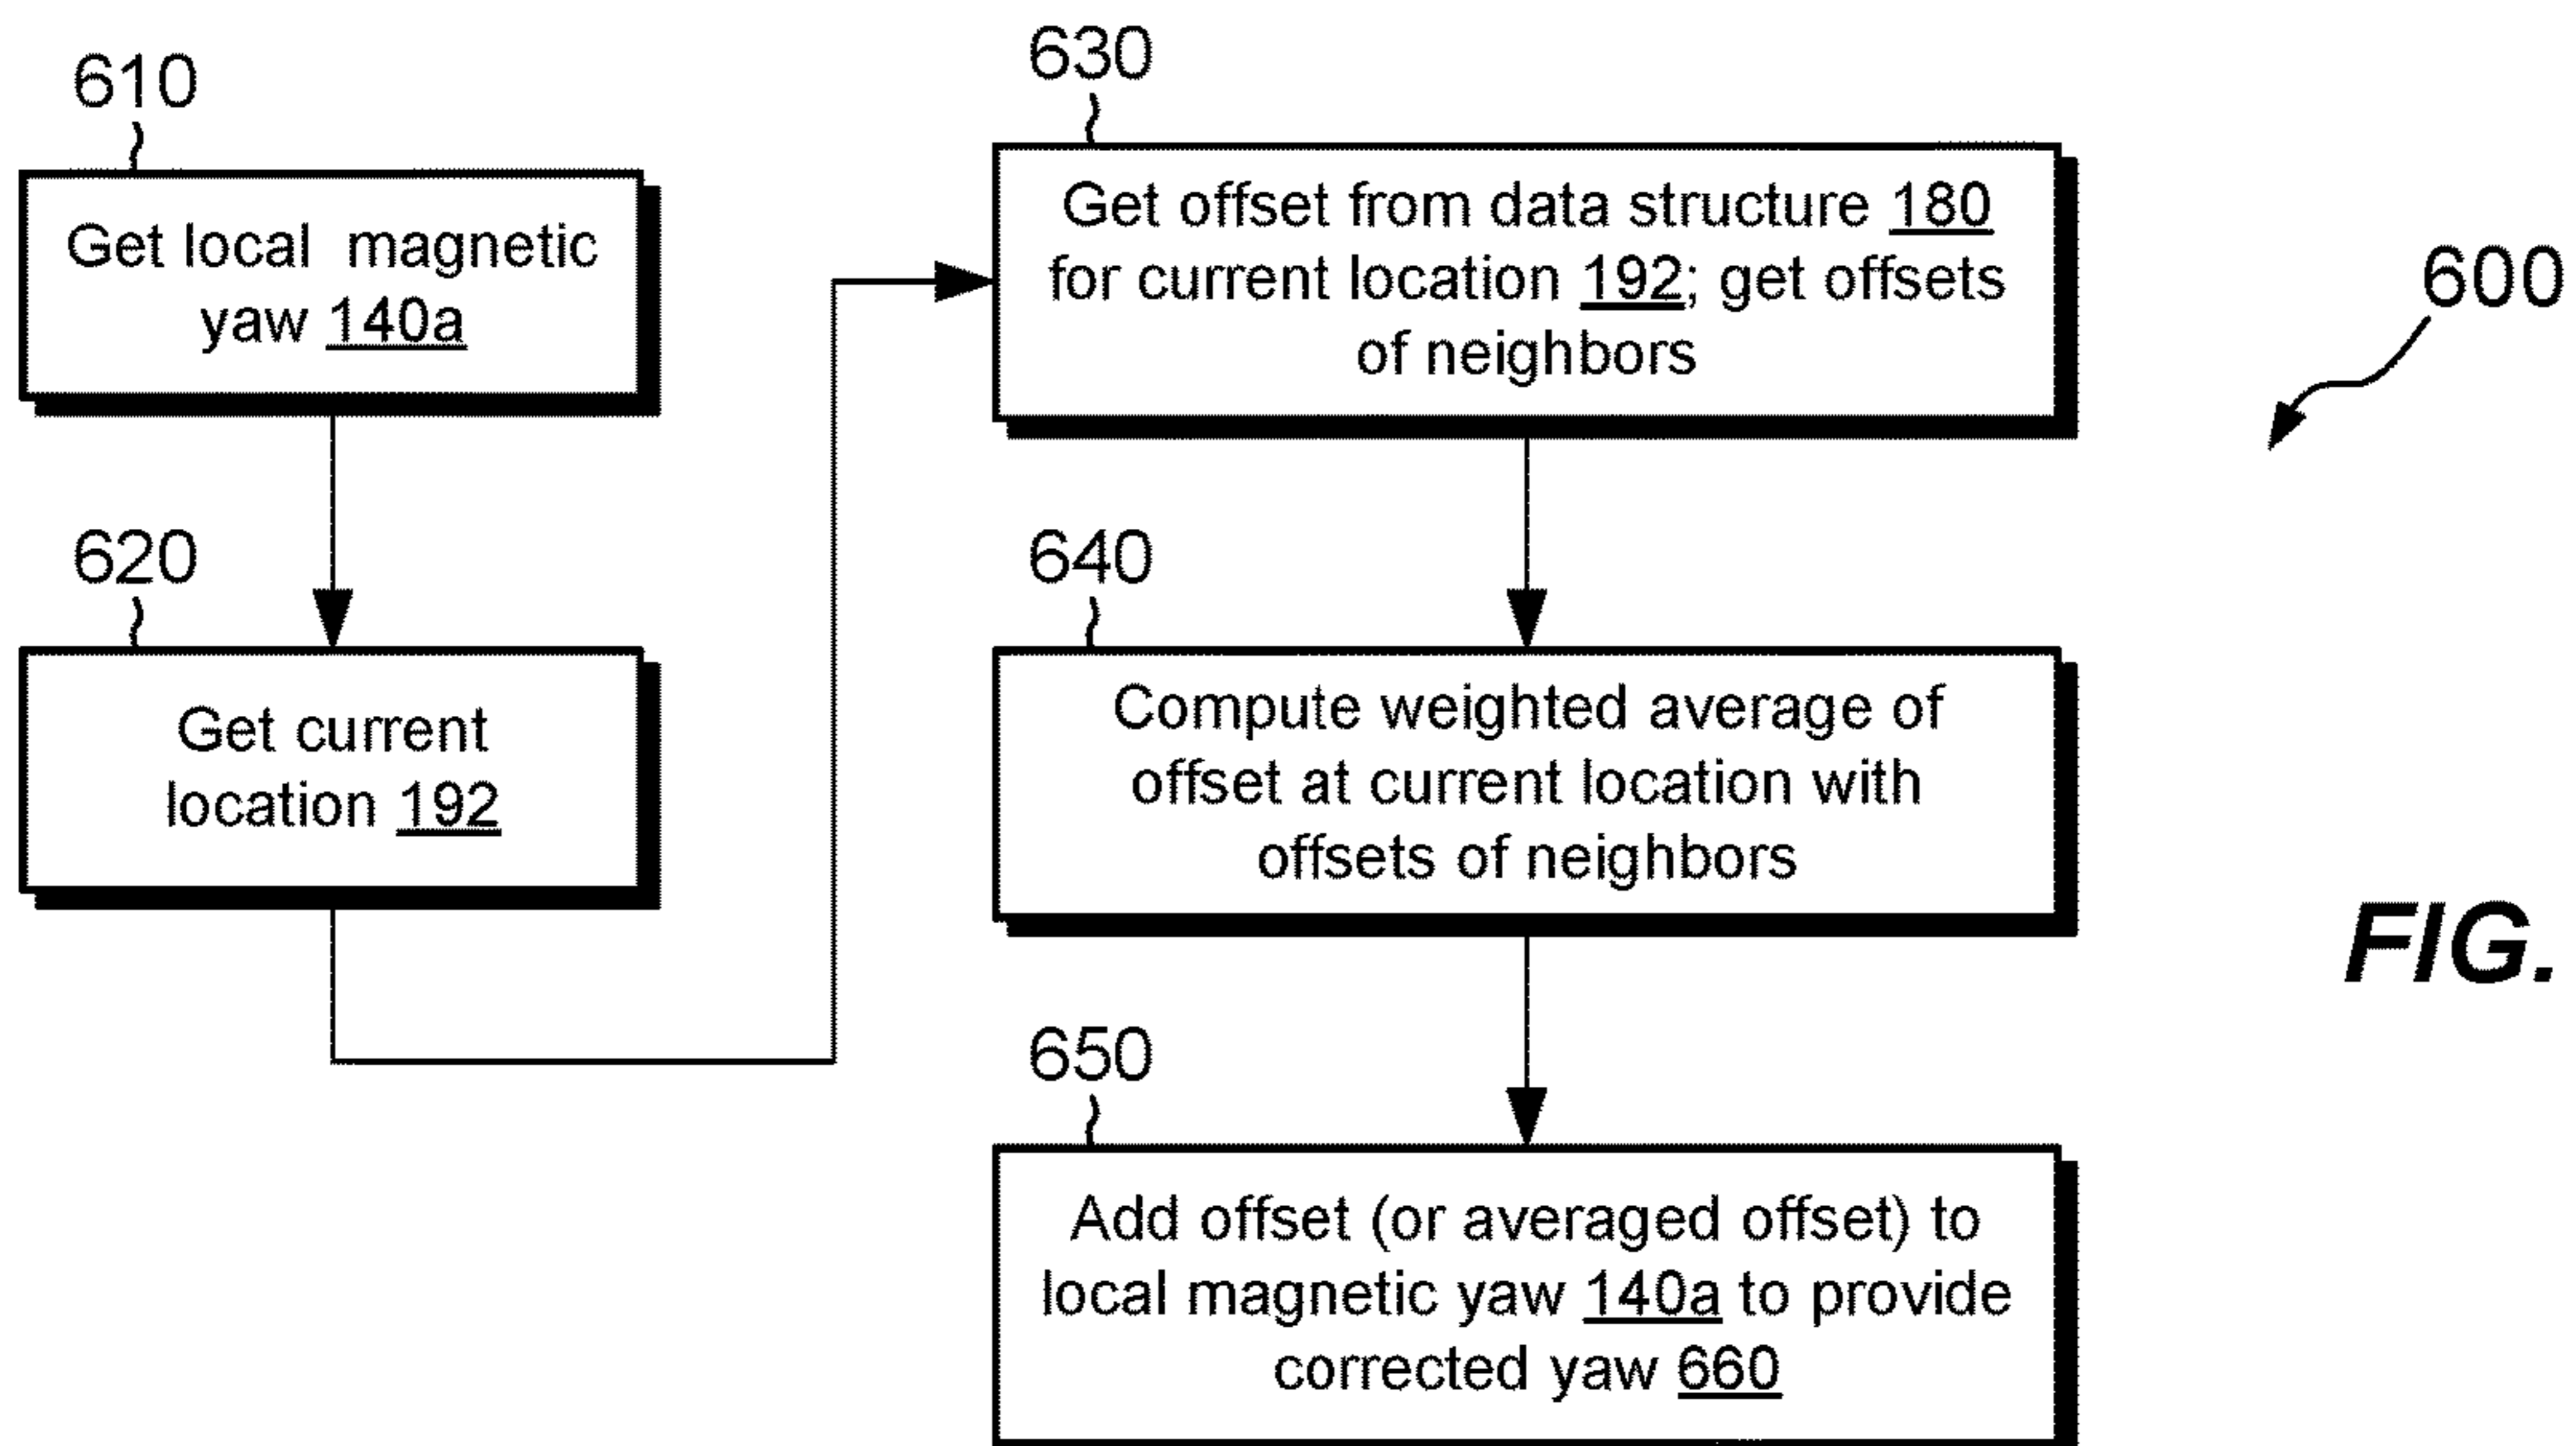 610
Get local magnetic
yaw 140a
620
Get current
location 192
630
Get offset from data structure 180
for current location 192; get offsets
of neighbors
640
Compute weighted average of
offset at current location with
offsets of neighbors
650
Add offset (or averaged offset) to
local magnetic yaw 140a to provide
corrected yaw 660
600
FIG.